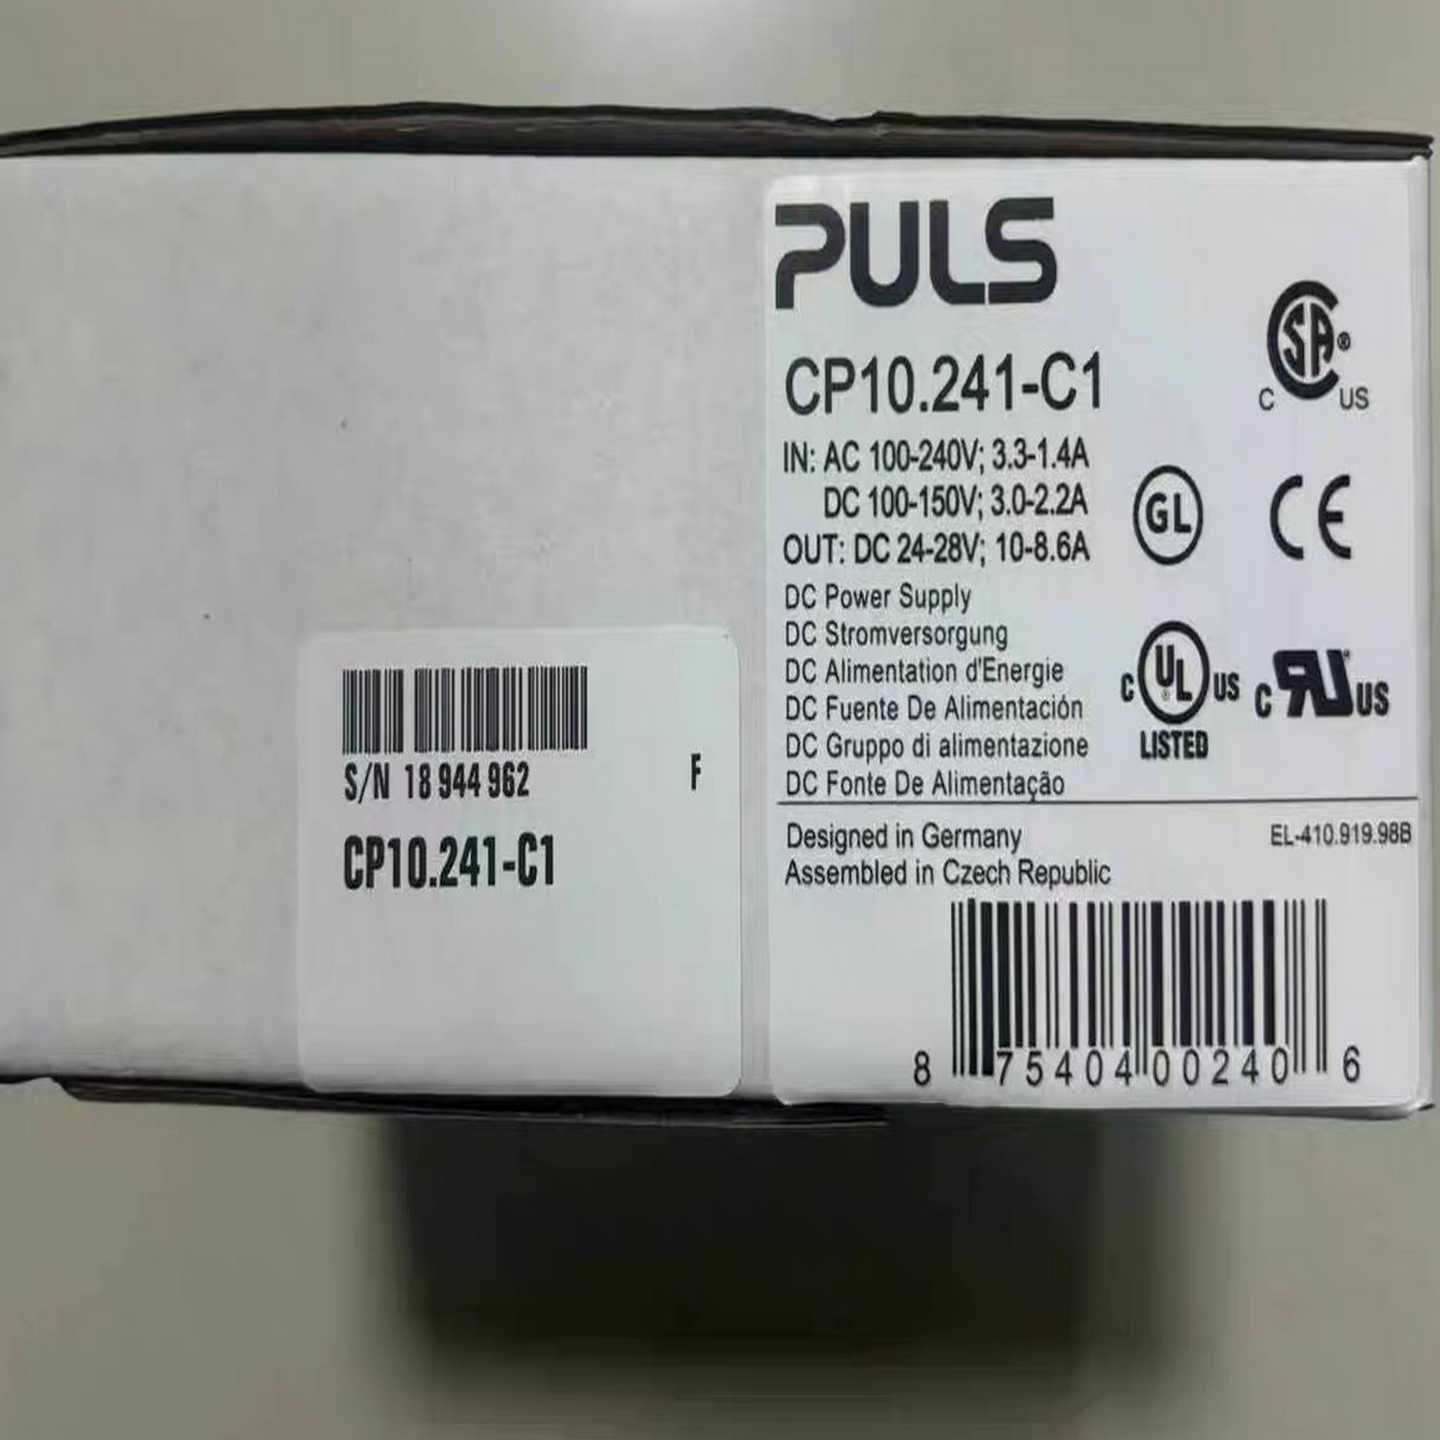 PULS
CP10.241-C1
IN: AC 100-240V; 3.3-1.4A
DC 100-150V; 3.0-2.2A
OUT: DC 24-28V; 10-8.6A
DC Power Supply
DC Stromversorgung
DC Alimentation d'Energie
DC Fuente De Alimentación
DC Gruppo di alimentazione
DC Fonte De Alimentação
C SA ® US
GL
CE
C UL ® US
LISTED
C RU ® US
Designed in Germany
EL-410.919.98B
Assembled in Czech Republic
8 75404 00240 6
S/N 18 944 962
F
CP10.241-C1